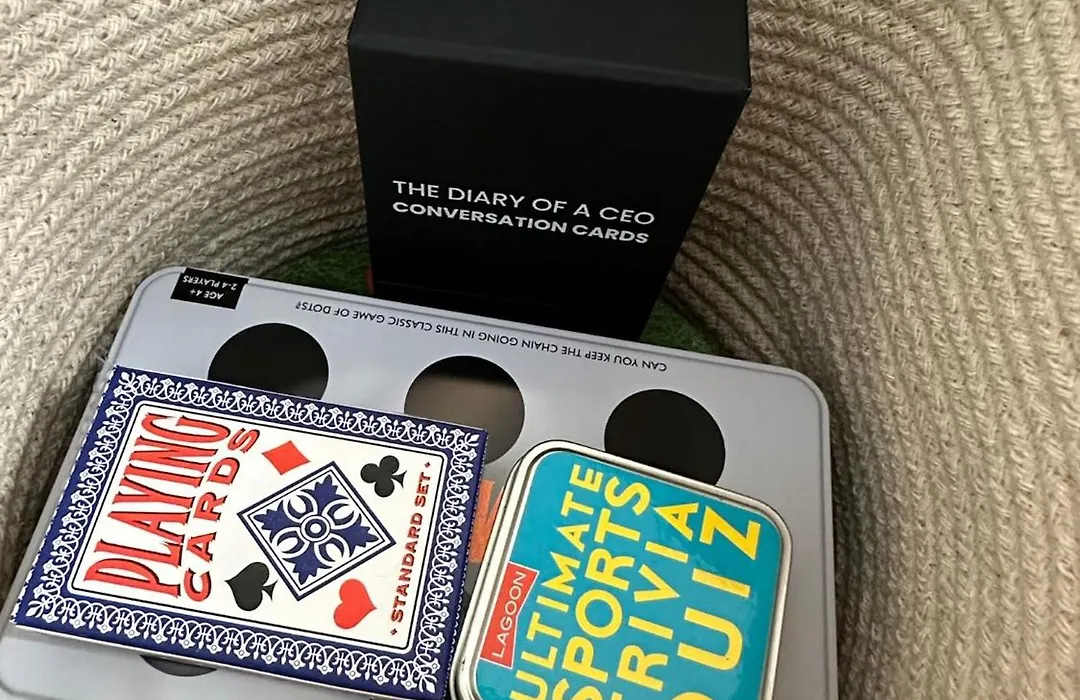 THE DIARY OF A CEO
CONVERSATION CARDS
AGE 4+
2-4 PLAYERS
CAN YOU KEEP THE CHAIN GOING IN THIS CLASSIC GAME OF DOTS?
PLAYING
CARDS
STANDARD SET
LAGOON
ULTIMATE
SPORTS
TRIVIA
QUIZ